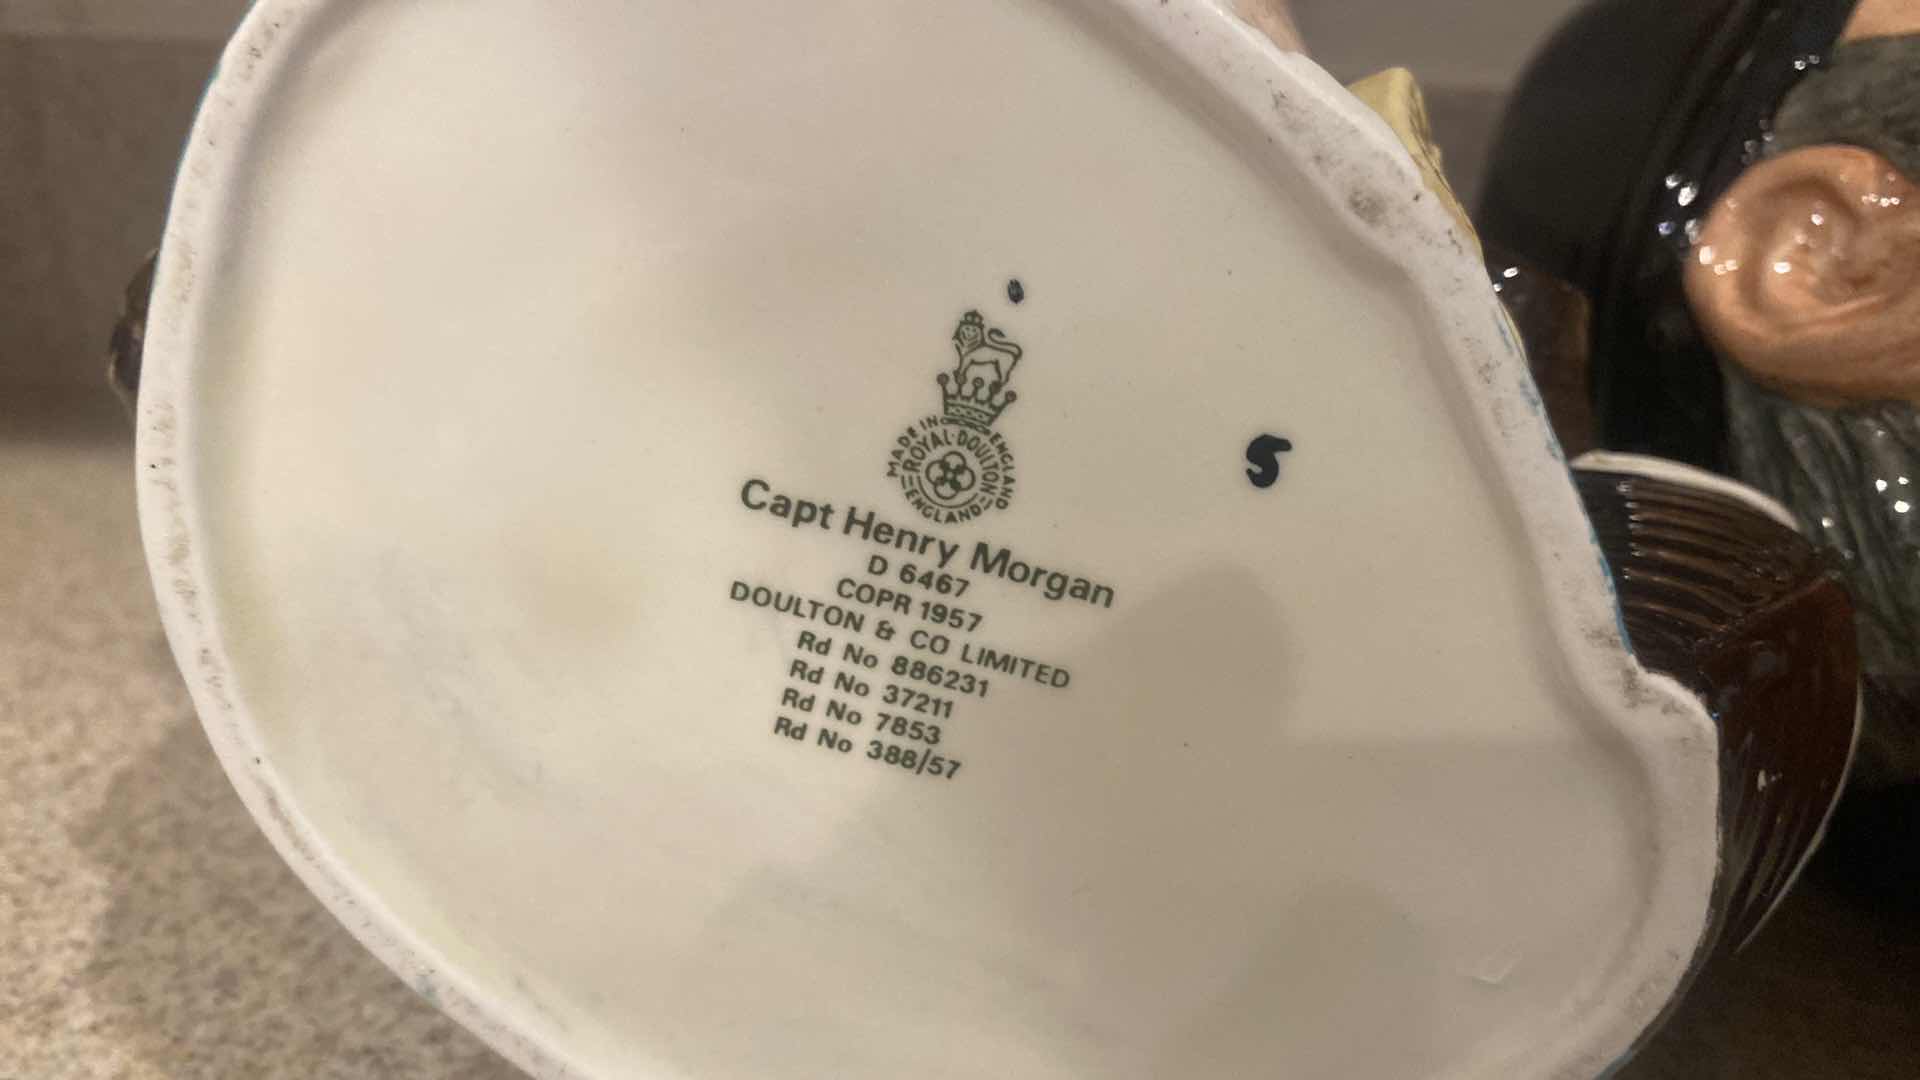 MADE IN ENGLAND
ROYAL·DOULTON
ENGLAND
S
Capt Henry Morgan
D 6467
COPR 1957
DOULTON & CO LIMITED
Rd No 886231
Rd No 37211
Rd No 7853
Rd No 388/57